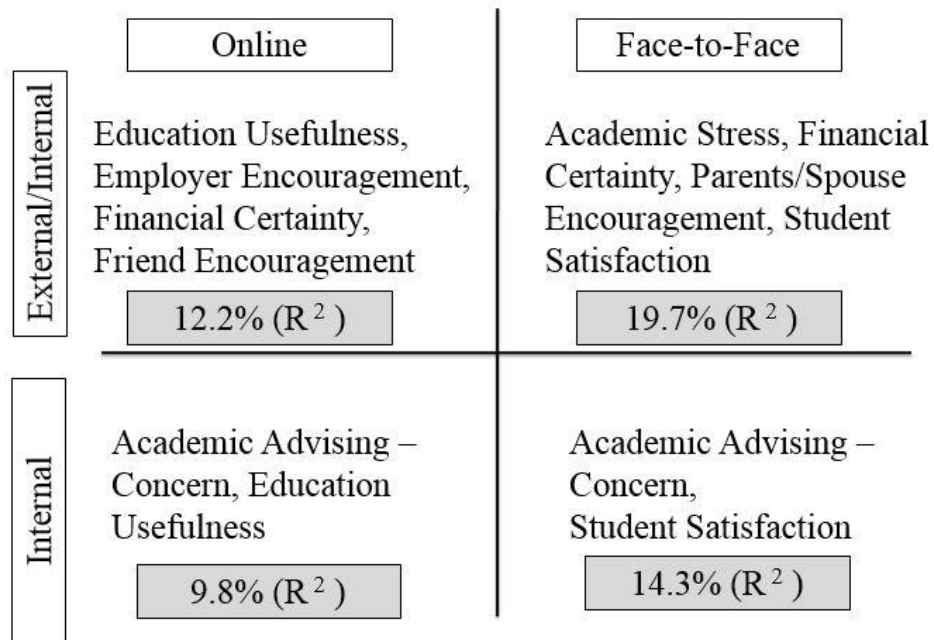 Online
Face-to-Face
External/Internal
Education Usefulness,
Employer Encouragement,
Financial Certainty,
Friend Encouragement
12.2% (R²)
Academic Stress, Financial
Certainty, Parents/Spouse
Encouragement, Student
Satisfaction
19.7% (R²)
Internal
Academic Advising –
Concern, Education
Usefulness
9.8% (R²)
Academic Advising –
Concern,
Student Satisfaction
14.3% (R²)